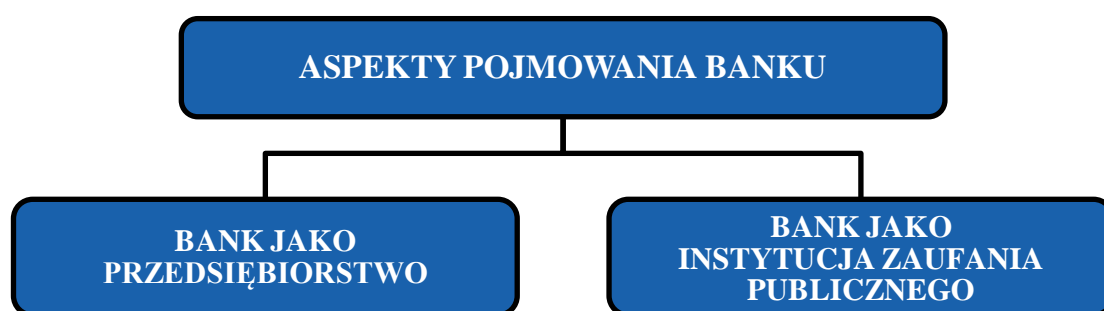 ASPEKTY POJMOWANIA BANKU
BANK JAKO
PRZEDSIĘBIORSTWO
BANK JAKO
INSTYTUCJA ZAUFANIA
PUBLICZNEGO